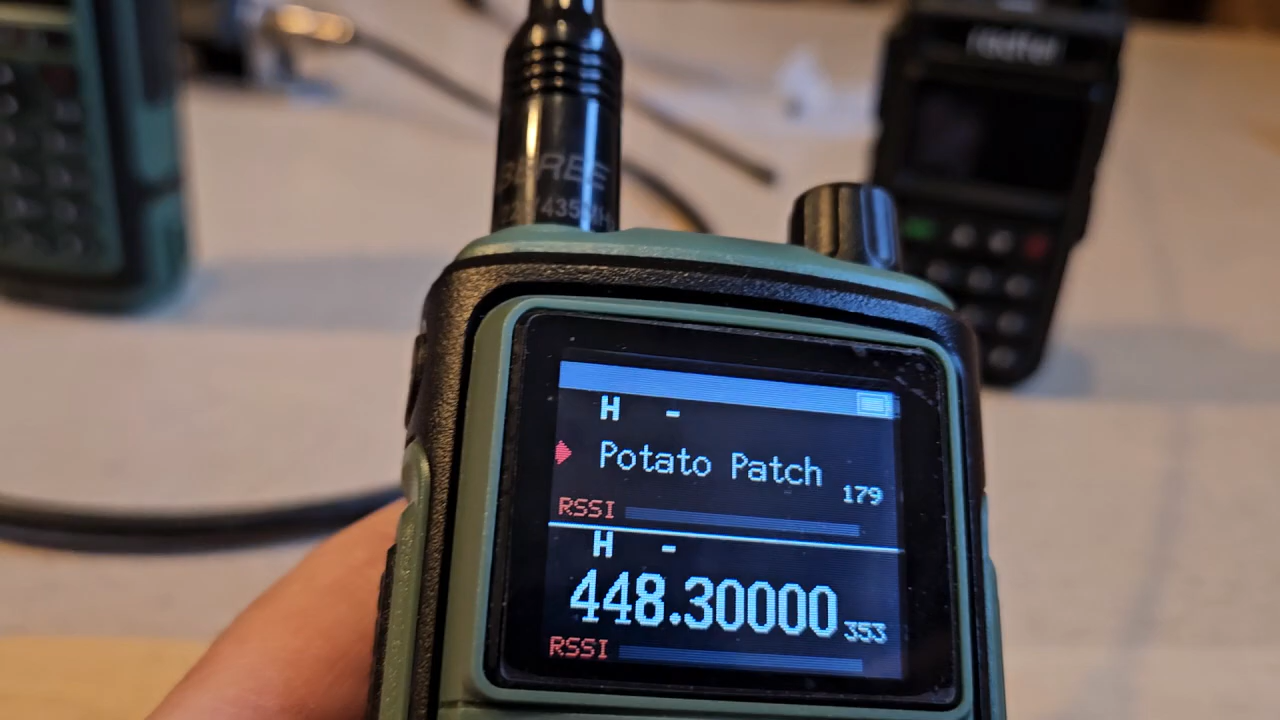 H -
Potato Patch
179
RSSI
H -
448.30000
353
RSSI